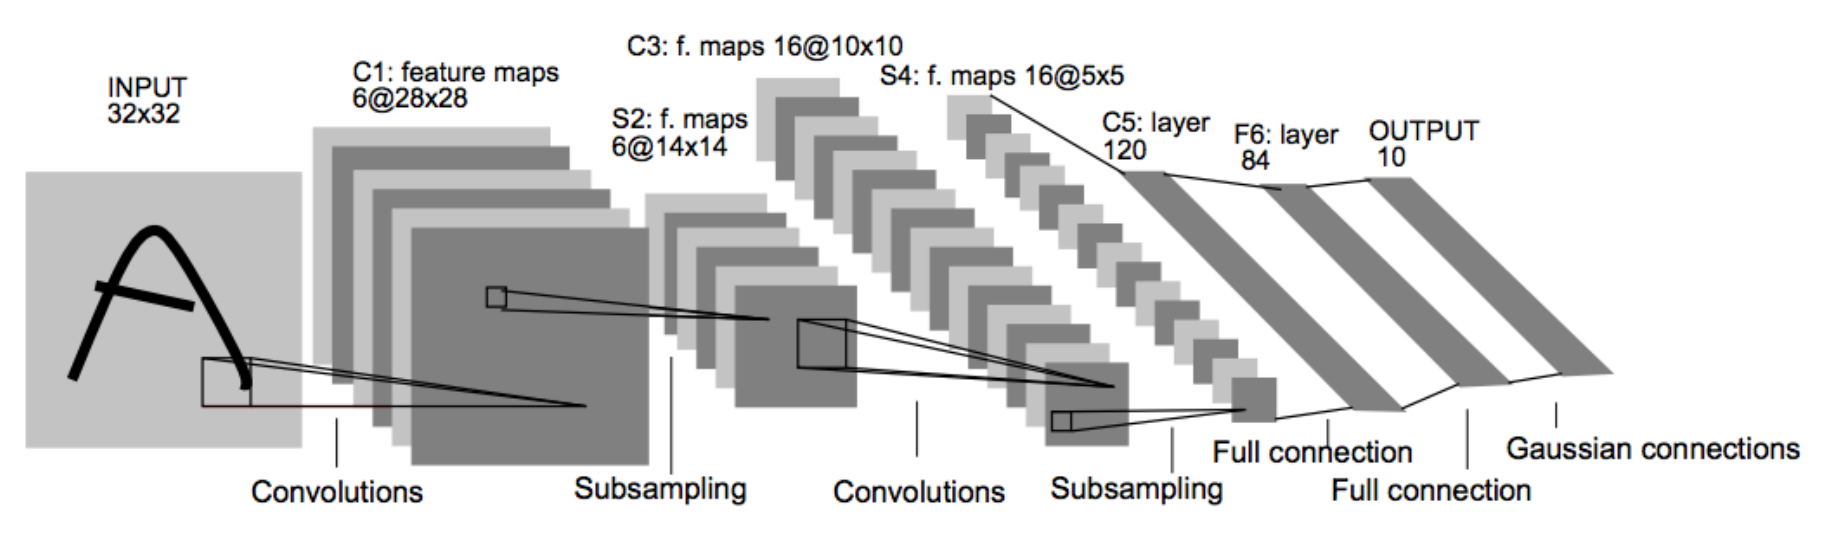 INPUT
32x32
C1: feature maps
6@28x28
S2: f. maps
6@14x14
C3: f. maps 16@10x10
S4: f. maps 16@5x5
C5: layer
120
F6: layer
84
OUTPUT
10
Convolutions
Subsampling
Convolutions
Subsampling
Full connection
Full connection
Gaussian connections
A